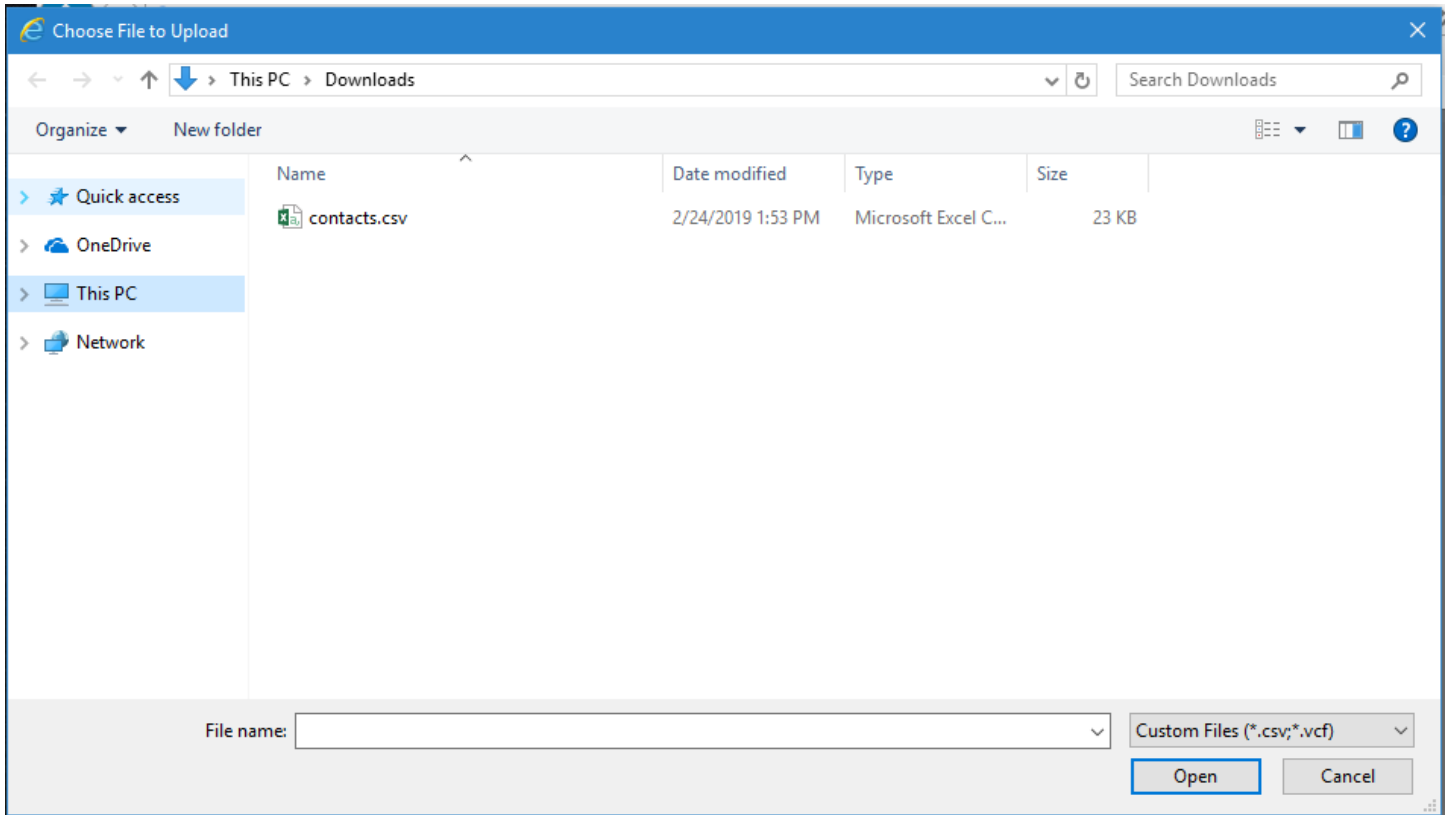 Choose File to Upload
This PC > Downloads
Search Downloads
Organize
New folder
Name
Date modified
Type
Size
Quick access
OneDrive
This PC
Network
contacts.csv 2/24/2019 1:53 PM Microsoft Excel C... 23 KB
File name:
Custom Files (*.csv;*.vcf)
Open
Cancel